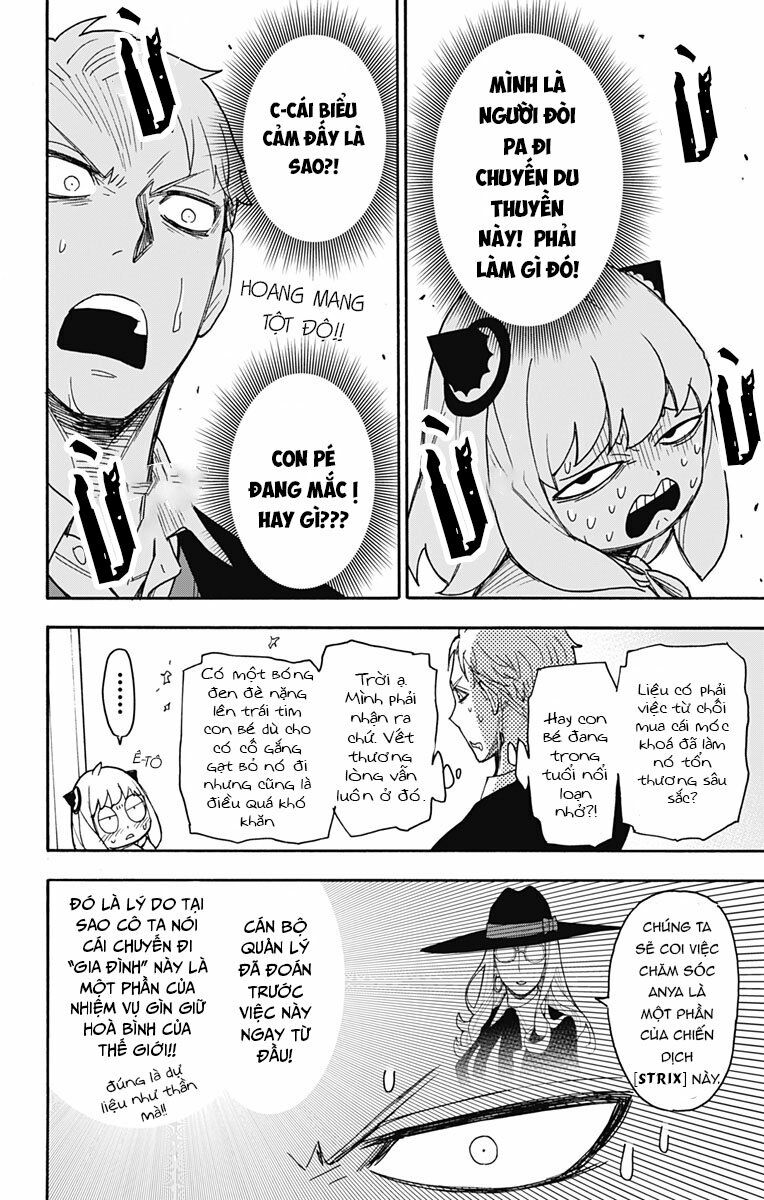 MÌNH LÀ
NGƯỜI ĐÒI
PA ĐI
CHUYẾN DU
THUYỀN
NÀY! PHẢI
LÀM GÌ ĐÓ!
Ù
Ù
C-CÁI BIỂU
CẢM ĐẤY LÀ
SAO?!
HOANG MANG
TỘT ĐỘ!!
CON PÉ
ĐANG MẮC Ị
HAY GÌ???
Ù
Ù
Liệu có phải
việc từ chối
mua cái móc
khoá đã làm
nó tổn
thương sâu
sắc?
Hay con
bé đang
trong
tuổi nổi
loạn
nhở?!
Trời ạ
Mình phải
nhận ra
chứ. Vết
thương
lòng vẫn
luôn ở đó.
Có một bóng
đen đè nặng
lên trái tim
con bé dù cho
có cố gắng
gạt bỏ nó đi
nhưng cũng là
điều quá khó
khăn
Ê-TÔ
CHÚNG TA
SẼ COI VIỆC
CHĂM SÓC
ANYA LÀ
MỘT PHẦN
CỦA CHIẾN
DỊCH
[STRIX] NÀY.
CÁN BỘ
QUẢN LÝ
ĐÃ ĐOÁN
TRƯỚC
VIỆC NÀY
NGAY TỪ
ĐẦU!
ĐÓ LÀ LÝ DO TẠI
SAO CÔ TA NÓI
CÁI CHUYẾN ĐI
“GIA ĐÌNH” NÀY LÀ
MỘT PHẦN CỦA
NHIỆM VỤ GÌN GIỮ
HOÀ BÌNH CỦA
THẾ GIỚI!!
đúng là dự
liệu như thần
mà!!